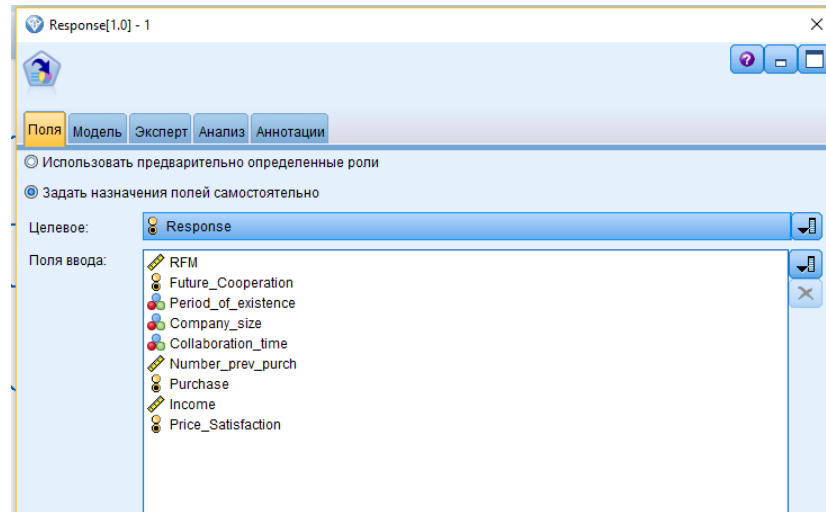 Response[1.0] - 1
Поля Модель Эксперт Анализ Аннотации
Использовать предварительно определенные роли
Задать назначения полей самостоятельно
Целевое: Response
Поля ввода: RFM
Future_Cooperation
Period_of_existence
Company_size
Collaboration_time
Number_prev_purch
Purchase
Income
Price_Satisfaction